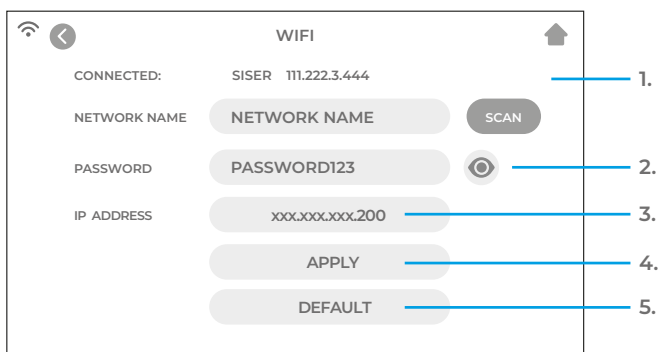 WIFI
CONNECTED: SISER 111.222.3.444 1.
NETWORK NAME NETWORK NAME SCAN
PASSWORD PASSWORD123 2.
IP ADDRESS xxx.xxx.xxx.200 3.
APPLY 4.
DEFAULT 5.